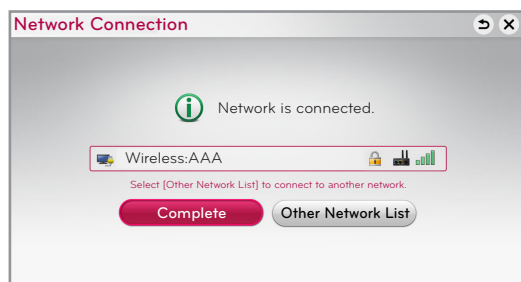 Network Connection
Network is connected.
Wireless:AAA
Select [Other Network List] to connect to another network.
Complete
Other Network List